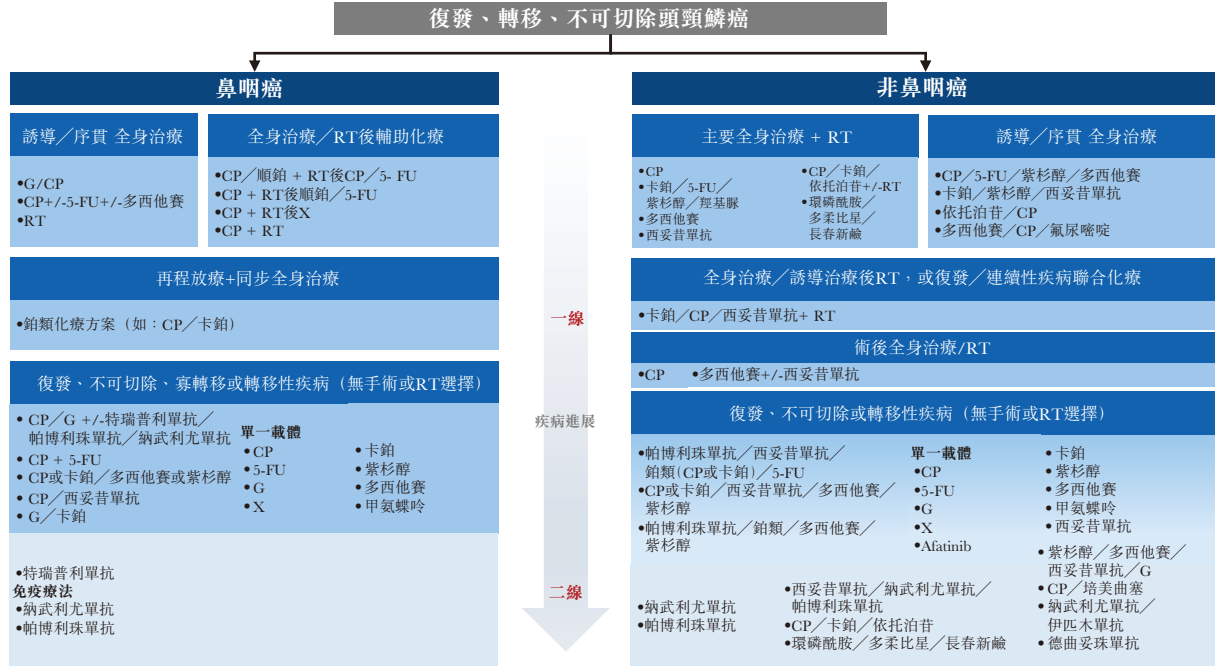 復發、轉移、不可切除頭頸鱗癌
鼻咽癌
誘導／序貫 全身治療
•G/CP
•CP+/-5-FU+/-多西他賽
•RT
全身治療／RT後輔助化療
•CP／順鉑 + RT後CP／5- FU
•CP + RT後順鉑／5-FU
•CP + RT後X
•CP + RT
再程放療+同步全身治療
•鉑類化療方案（如：CP／卡鉑）
復發、不可切除、寡轉移或轉移性疾病（無手術或RT選擇）
• CP／G +/-特瑞普利單抗／
帕博利珠單抗／納武利尤單抗
• CP + 5-FU
• CP或卡鉑／多西他賽或紫杉醇
• CP／西妥昔單抗
• G／卡鉑
單一載體
•CP
•5-FU
•G
•X
•卡鉑
•紫杉醇
•多西他賽
•甲氨蝶呤
•特瑞普利單抗
免疫療法
•納武利尤單抗
•帕博利珠單抗
一線
疾病進展
二線
非鼻咽癌
主要全身治療 + RT
•CP
•卡鉑／5-FU／
紫杉醇／羥基脲
•多西他賽
•西妥昔單抗
•CP／卡鉑／
依托泊苷+/-RT
•環磷酰胺／
多柔比星／
長春新鹼
誘導／序貫 全身治療
•CP／5-FU／紫杉醇／多西他賽
•卡鉑／紫杉醇／西妥昔單抗
•依托泊苷／CP
•多西他賽／CP／氟尿嘧啶
全身治療／誘導治療後RT，或復發／連續性疾病聯合化療
•卡鉑／CP／西妥昔單抗+ RT
術後全身治療/RT
•CP •多西他賽+/-西妥昔單抗
復發、不可切除或轉移性疾病（無手術或RT選擇）
•帕博利珠單抗／西妥昔單抗／
鉑類(CP或卡鉑)／5-FU
•CP或卡鉑／西妥昔單抗／多西他賽／
紫杉醇
•帕博利珠單抗／鉑類／多西他賽／
紫杉醇
單一載體
•CP
•5-FU
•G
•X
•Afatinib
•卡鉑
•紫杉醇
•多西他賽
•甲氨蝶呤
•西妥昔單抗
•納武利尤單抗
•帕博利珠單抗
•西妥昔單抗／納武利尤單抗／
帕博利珠單抗
•CP／卡鉑／依托泊苷
•環磷酰胺／多柔比星／長春新鹼
• 紫杉醇／多西他賽／
西妥昔單抗／G
•CP／培美曲塞
•納武利尤單抗／
伊匹木單抗
•德曲妥珠單抗